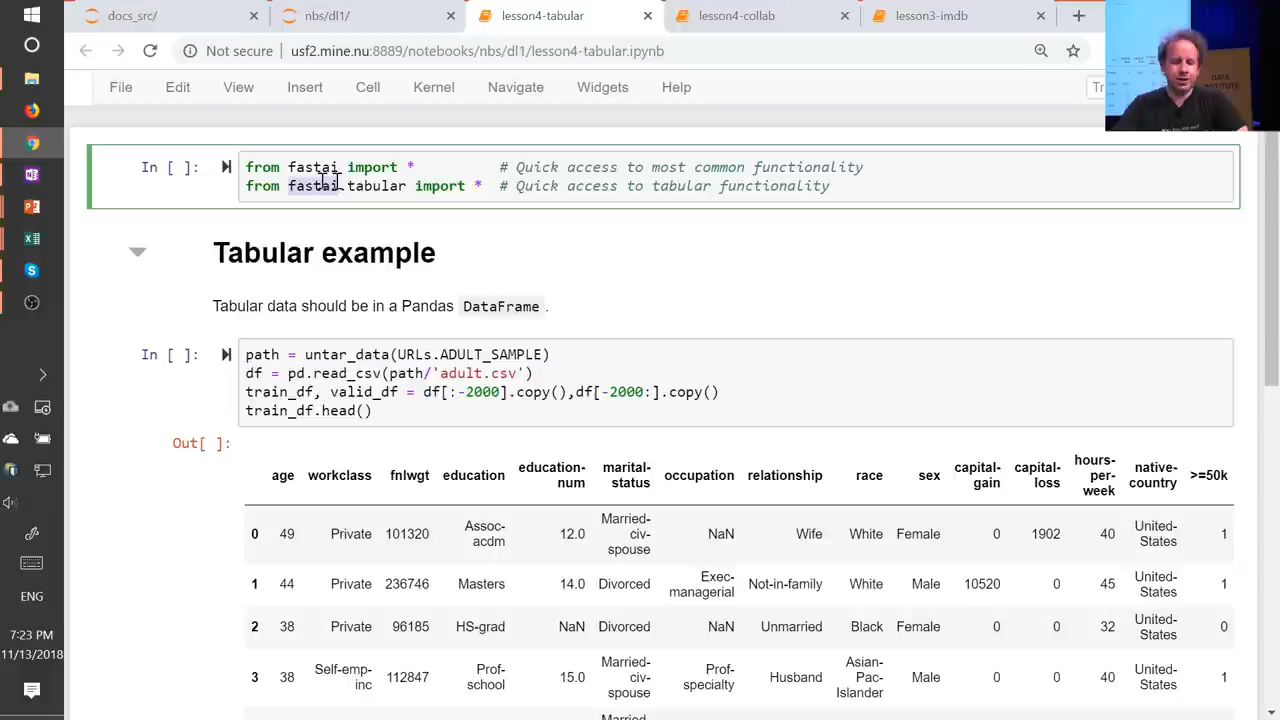 docs_src/
nbs/dl1/
lesson4-tabular
lesson4-collab
lesson3-imdb
Not secure
usf2.mine.nu:8889/notebooks/nbs/dl1/lesson4-tabular.ipynb
File Edit View Insert Cell Kernel Navigate Widgets Help
In [ ]:
from fastai import * # Quick access to most common functionality
from fastai.tabular import * # Quick access to tabular functionality
Tabular example
Tabular data should be in a Pandas DataFrame .
In [ ]:
path = untar_data(URLs.ADULT_SAMPLE)
df = pd.read_csv(path/'adult.csv')
train_df, valid_df = df[:-2000].copy(),df[-2000:].copy()
train_df.head()
Out[ ]:
age workclass fnlwgt education education-num marital-status occupation relationship race sex capital-gain capital-loss hours-per-week native-country >=50k
0 49 Private 101320 Assoc-acdm 12.0 Married-civ-spouse NaN Wife White Female 0 1902 40 United-States 1
1 44 Private 236746 Masters 14.0 Divorced Exec-managerial Not-in-family White Male 10520 0 45 United-States 1
2 38 Private 96185 HS-grad NaN Divorced NaN Unmarried Black Female 0 0 32 United-States 0
3 38 Self-emp-inc 112847 Prof-school 15.0 Married-civ-spouse Prof-specialty Husband Asian-Pac-Islander Male 0 0 40 United-States 1
ENG
7:23 PM
11/13/2018
DATA
INSTITUTE